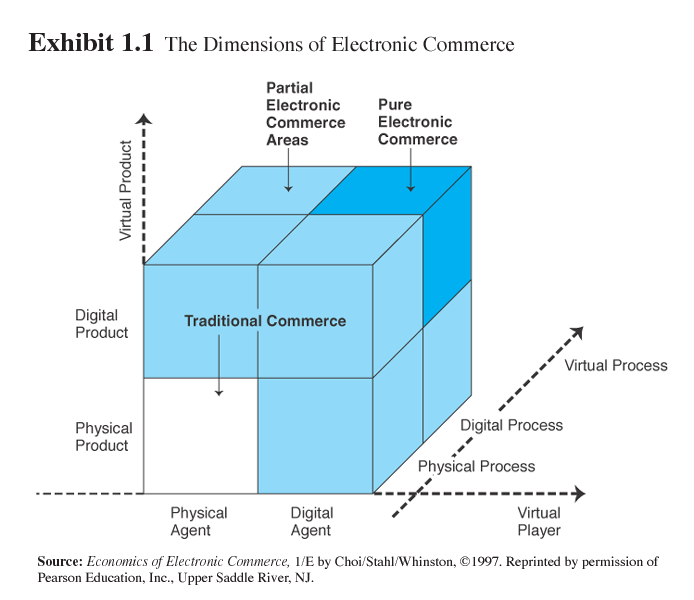 Exhibit 1.1 The Dimensions of Electronic Commerce
Partial
Electronic
Commerce
Areas
Pure
Electronic
Commerce
Virtual Product
Digital
Product
Traditional Commerce
Virtual Process
Physical
Product
Digital Process
Physical Process
Physical
Agent
Digital
Agent
Virtual
Player
Source: Economics of Electronic Commerce, 1/E by Choi/Stahl/Whinston, ©1997. Reprinted by permission of
Pearson Education, Inc., Upper Saddle River, NJ.